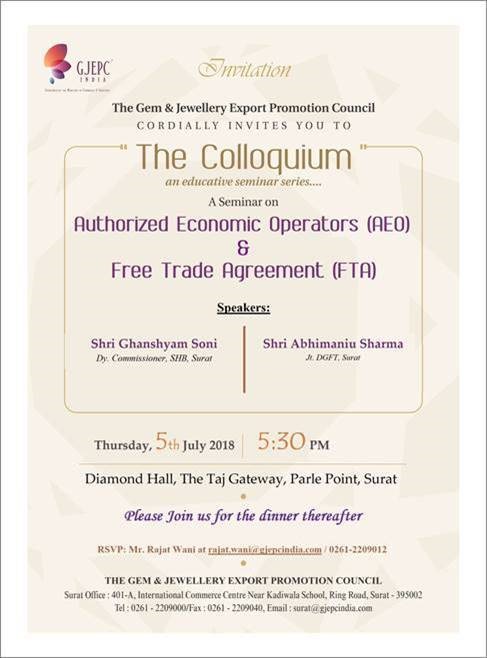 GJEPC
INDIA
Invitation
The Gem & Jewellery Export Promotion Council
CORDIALLY INVITES YOU TO
"The Colloquium"
an educative seminar series....
A Seminar on
Authorized Economic Operators (AEO)
&
Free Trade Agreement (FTA)
Speakers:
Shri Ghanshyam Soni
Dy. Commissioner, SHB, Surat
Shri Abhimaniu Sharma
Jt. DGFT, Surat
Thursday, 5th July 2018 | 5:30 PM
Diamond Hall, The Taj Gateway, Parle Point, Surat
Please Join us for the dinner thereafter
RSVP: Mr. Rajat Wani at rajat.wani@gjepcindia.com / 0261-2209012
THE GEM & JEWELLERY EXPORT PROMOTION COUNCIL
Surat Office : 401-A, International Commerce Centre Near Kadiwala School, Ring Road, Surat - 395002
Tel : 0261 - 2209000/Fax : 0261 - 2209040, Email : surat@gjepcindia.com